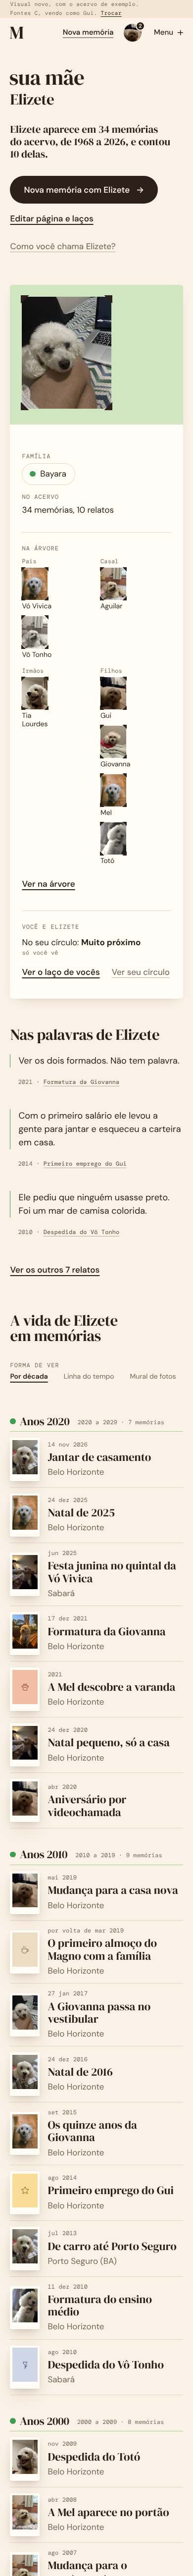 Visual novo, com o acervo de exemplo.
Fontes C, vendo como Gui. Trocar
M
Nova memória
2
Menu +
sua mãe
Elizete
Elizete aparece em 34 memórias
do acervo, de 1968 a 2026, e contou
10 delas.
Nova memória com Elizete →
Editar página e laços
Como você chama Elizete?
FAMÍLIA
Bayara
NO ACERVO
34 memórias, 10 relatos
NA ÁRVORE
Pais
Casal
Vó Vivica
Aguilar
Vô Tonho
Irmãos
Filhos
Tia
Lourdes
Gui
Giovanna
Mel
Totó
Ver na árvore
VOCÊ E ELIZETE
No seu círculo: Muito próximo
só você vê
Ver o laço de vocês
Ver seu círculo
Nas palavras de Elizete
Ver os dois formados. Não tem palavra.
2021 · Formatura da Giovanna
Com o primeiro salário ele levou a
gente para jantar e esqueceu a carteira
em casa.
2014 · Primeiro emprego do Gui
Ele pediu que ninguém usasse preto.
Foi um mar de camisa colorida.
2010 · Despedida do Vô Tonho
Ver os outros 7 relatos
A vida de Elizete
em memórias
FORMA DE VER
Por década
Linha do tempo
Mural de fotos
Anos 2020 2020 a 2029 · 7 memórias
14 nov 2026
Jantar de casamento
Belo Horizonte
24 dez 2025
Natal de 2025
Belo Horizonte
jun 2025
Festa junina no quintal da
Vó Vivica
Sabará
17 dez 2021
Formatura da Giovanna
Belo Horizonte
2021
A Mel descobre a varanda
Belo Horizonte
24 dez 2020
Natal pequeno, só a casa
Belo Horizonte
abr 2020
Aniversário por
videochamada
Belo Horizonte
Anos 2010 2010 a 2019 · 9 memórias
mai 2019
Mudança para a casa nova
Belo Horizonte
por volta de mar 2019
O primeiro almoço do
Magno com a família
Belo Horizonte
27 jan 2017
A Giovanna passa no
vestibular
Belo Horizonte
24 dez 2016
Natal de 2016
Belo Horizonte
set 2015
Os quinze anos da
Giovanna
Belo Horizonte
ago 2014
Primeiro emprego do Gui
Belo Horizonte
jul 2013
De carro até Porto Seguro
Porto Seguro (BA)
11 dez 2010
Formatura do ensino
médio
Belo Horizonte
ago 2010
Despedida do Vô Tonho
Sabará
Anos 2000 2000 a 2009 · 8 memórias
nov 2009
Despedida do Totó
Belo Horizonte
abr 2008
A Mel aparece no portão
Belo Horizonte
ago 2007
Mudança para o